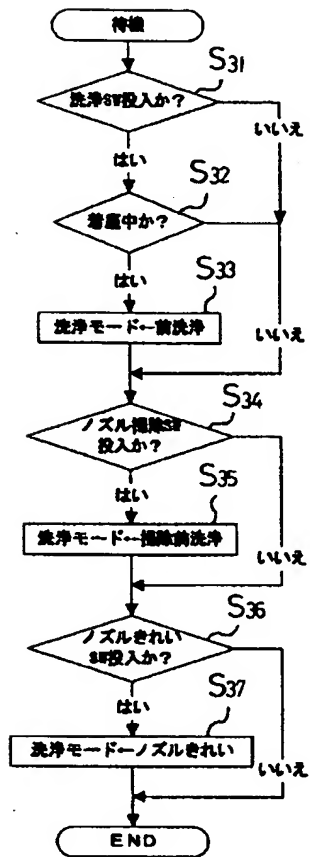 待機
S31
洗浄SW投入か?
いいえ
はい
S32
着座中か?
はい
S33
洗浄モード←前洗浄
いいえ
S34
ノズル掃除SW
投入か?
はい
S35
洗浄モード←掃除前洗浄
いいえ
S36
ノズルきれい
SW投入か?
はい
S37
洗浄モード←ノズルきれい
いいえ
END